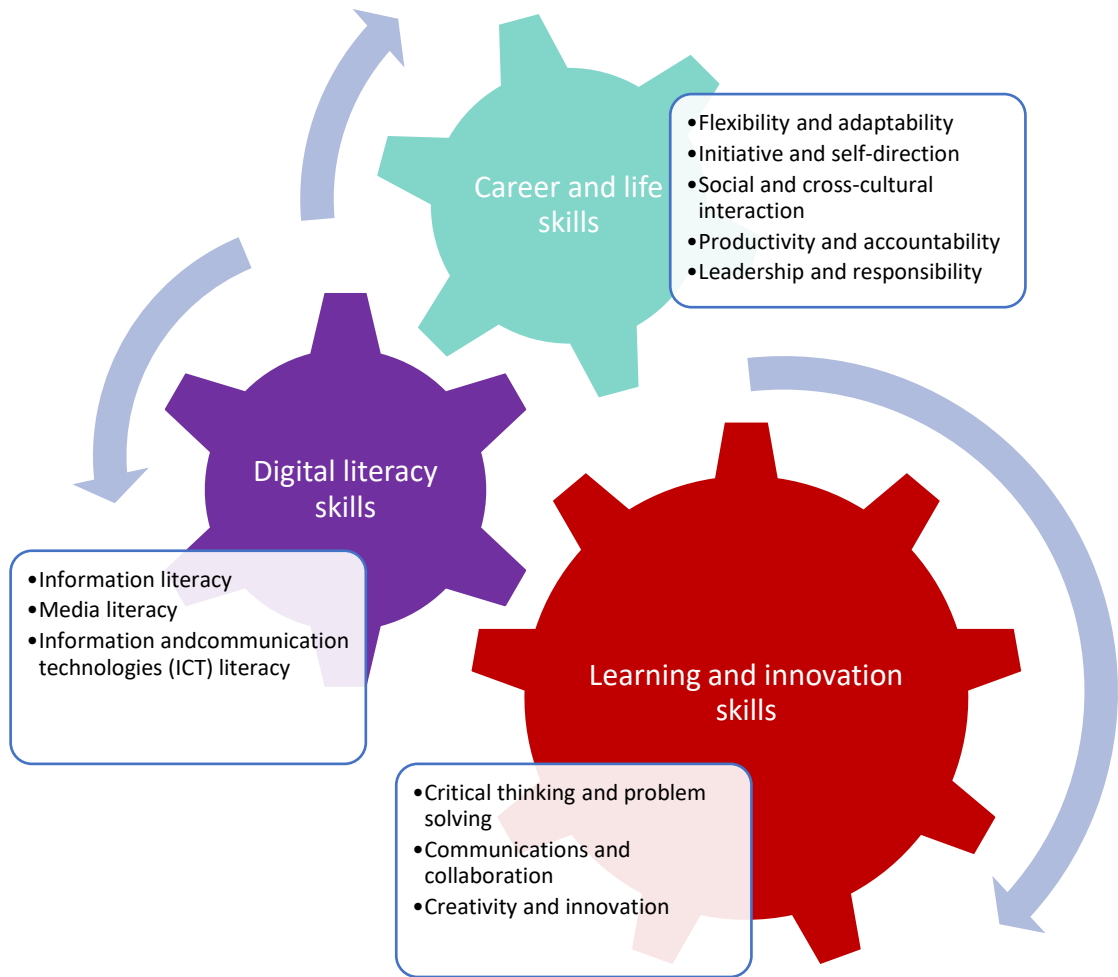 Career and life
skills
•Flexibility and adaptability
•Initiative and self-direction
•Social and cross-cultural
interaction
•Productivity and accountability
•Leadership and responsibility
Digital literacy
skills
•Information literacy
•Media literacy
•Information andcommunication
technologies (ICT) literacy
Learning and innovation
skills
•Critical thinking and problem
solving
•Communications and
collaboration
•Creativity and innovation